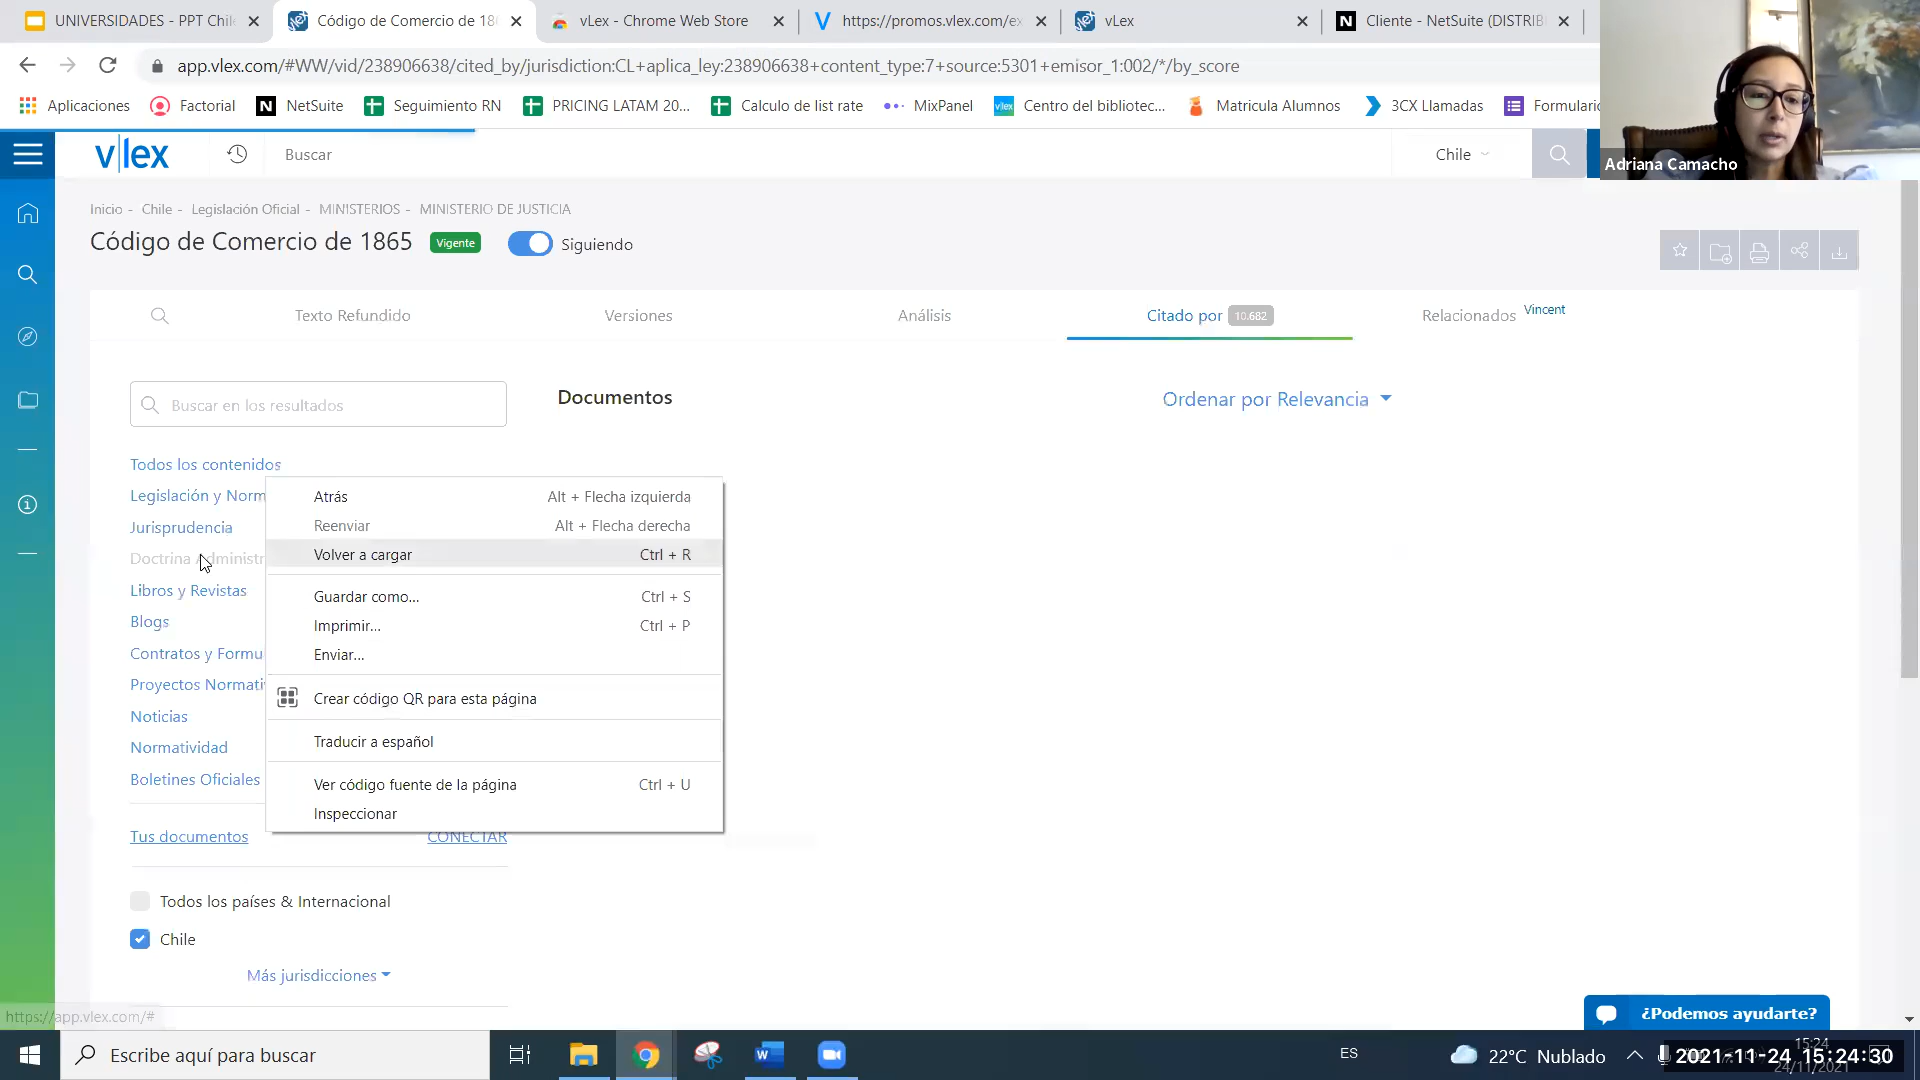 UNIVERSIDADES - PPT Chil
Código de Comercio de 18
vLex - Chrome Web Store
https://promos.vlex.com/ex
vLex
Cliente - NetSuite (DISTRIB
app.vlex.com/#WW/vid/238906638/cited_by/jurisdiction:CL+aplica_ley:238906638+content_type:7+source:5301+emisor_1:002/*/by_score
Aplicaciones
Factorial
NetSuite
Seguimiento RN
PRICING LATAM 20...
Calculo de list rate
MixPanel
Centro del bibliotec...
Matricula Alumnos
3CX Llamadas
Formulario
Adriana Camacho
v|lex
Buscar
Chile
Inicio - Chile - Legislación Oficial - MINISTERIOS - MINISTERIO DE JUSTICIA
Código de Comercio de 1865
Vigente
Siguiendo
Texto Refundido
Versiones
Análisis
Citado por 10.682
Relacionados Vincent
Buscar en los resultados
Documentos
Ordenar por Relevancia
Todos los contenidos
Legislación y Norm
Jurisprudencia
Doctrina Administr
Libros y Revistas
Blogs
Contratos y Formu
Proyectos Normati
Noticias
Normatividad
Boletines Oficiales
Atrás Alt + Flecha izquierda
Reenviar Alt + Flecha derecha
Volver a cargar Ctrl + R
Guardar como... Ctrl + S
Imprimir... Ctrl + P
Enviar...
Crear código QR para esta página
Traducir a español
Ver código fuente de la página Ctrl + U
Inspeccionar
Tus documentos
CONECTAR
Todos los países & Internacional
Chile
Más jurisdicciones
https://app.vlex.com/#
¿Podemos ayudarte?
Escribe aquí para buscar
ES
22°C Nublado
15:24
24/11/2021
2021-11-24 15:24:30